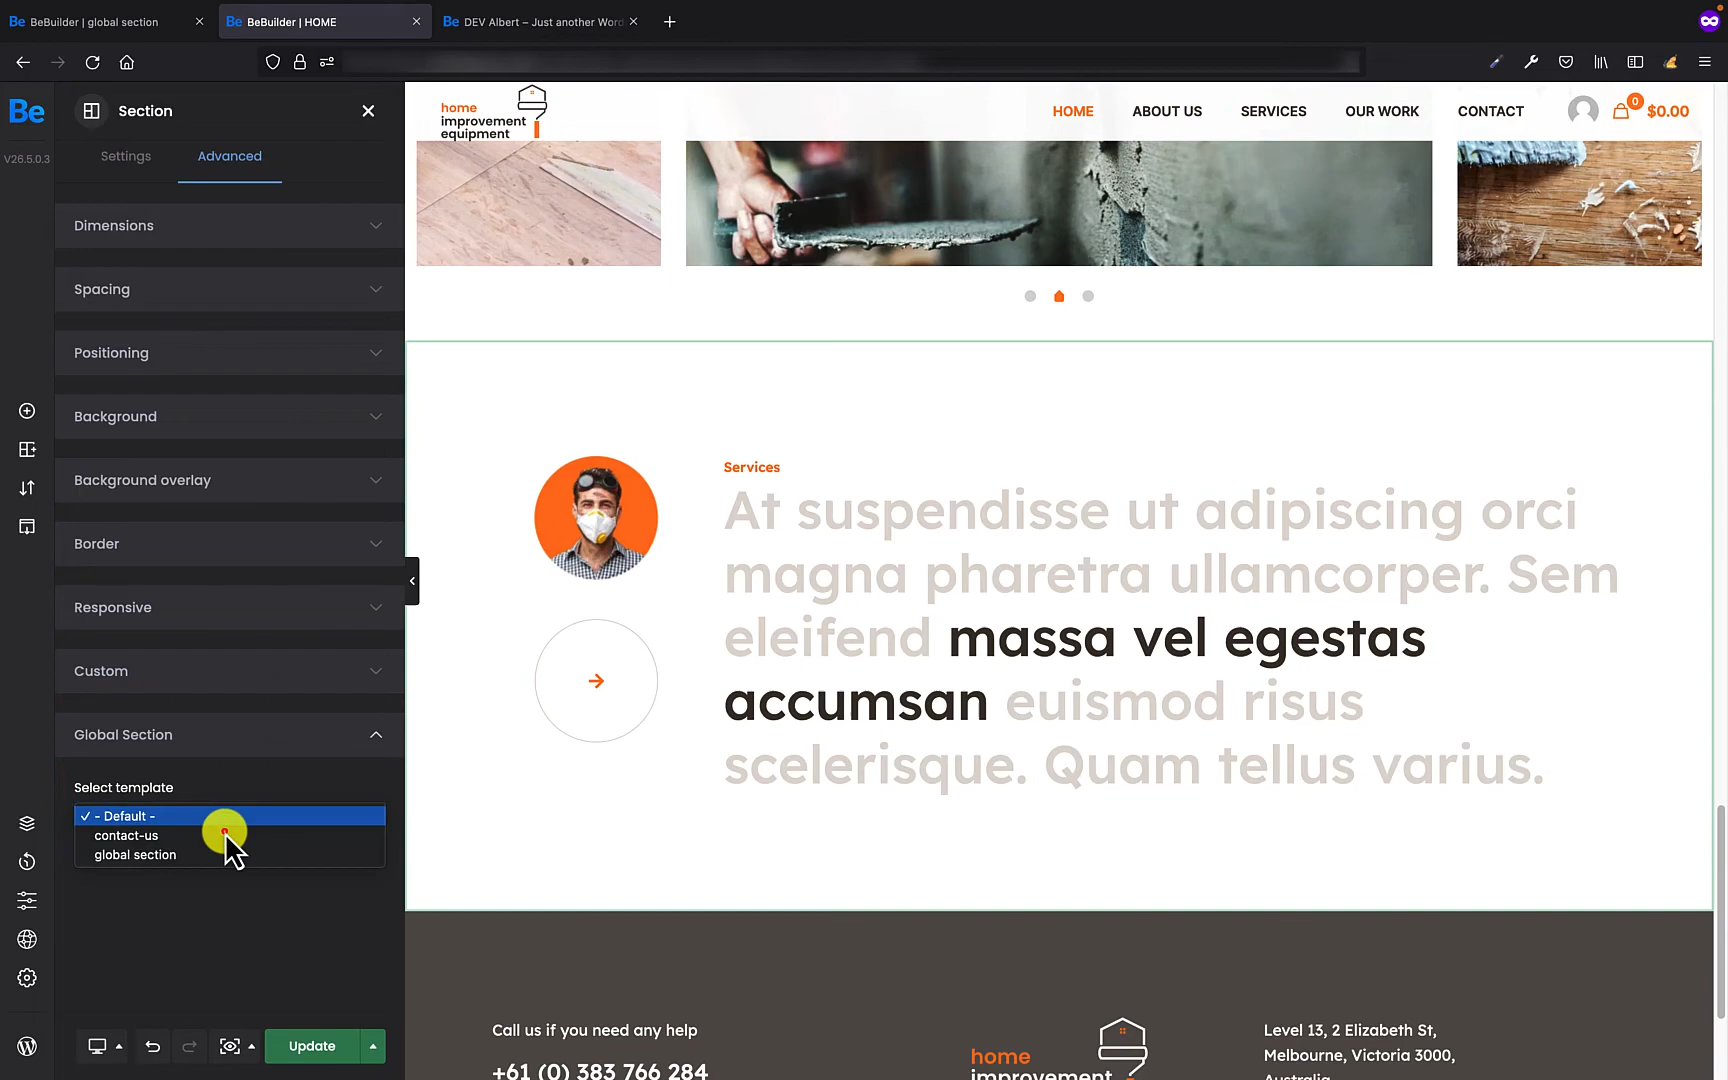 Be BeBuilder | global section
Be BeBuilder | HOME
Be DEV Albert – Just another Word
Be
V26.5.0.3
Section
Settings
Advanced
Dimensions
Spacing
Positioning
Background
Background overlay
Border
Responsive
Custom
Global Section
Select template
✓ - Default -
contact-us
global section
Update
home
improvement
equipment
HOME
ABOUT US
SERVICES
OUR WORK
CONTACT
0
$0.00
Services
At suspendisse ut adipiscing orci
magna pharetra ullamcorper. Sem
eleifend massa vel egestas
accumsan euismod risus
scelerisque. Quam tellus varius.
Call us if you need any help
+61 (0) 383 766 284
home
improvement
Level 13, 2 Elizabeth St,
Melbourne, Victoria 3000,
Australia